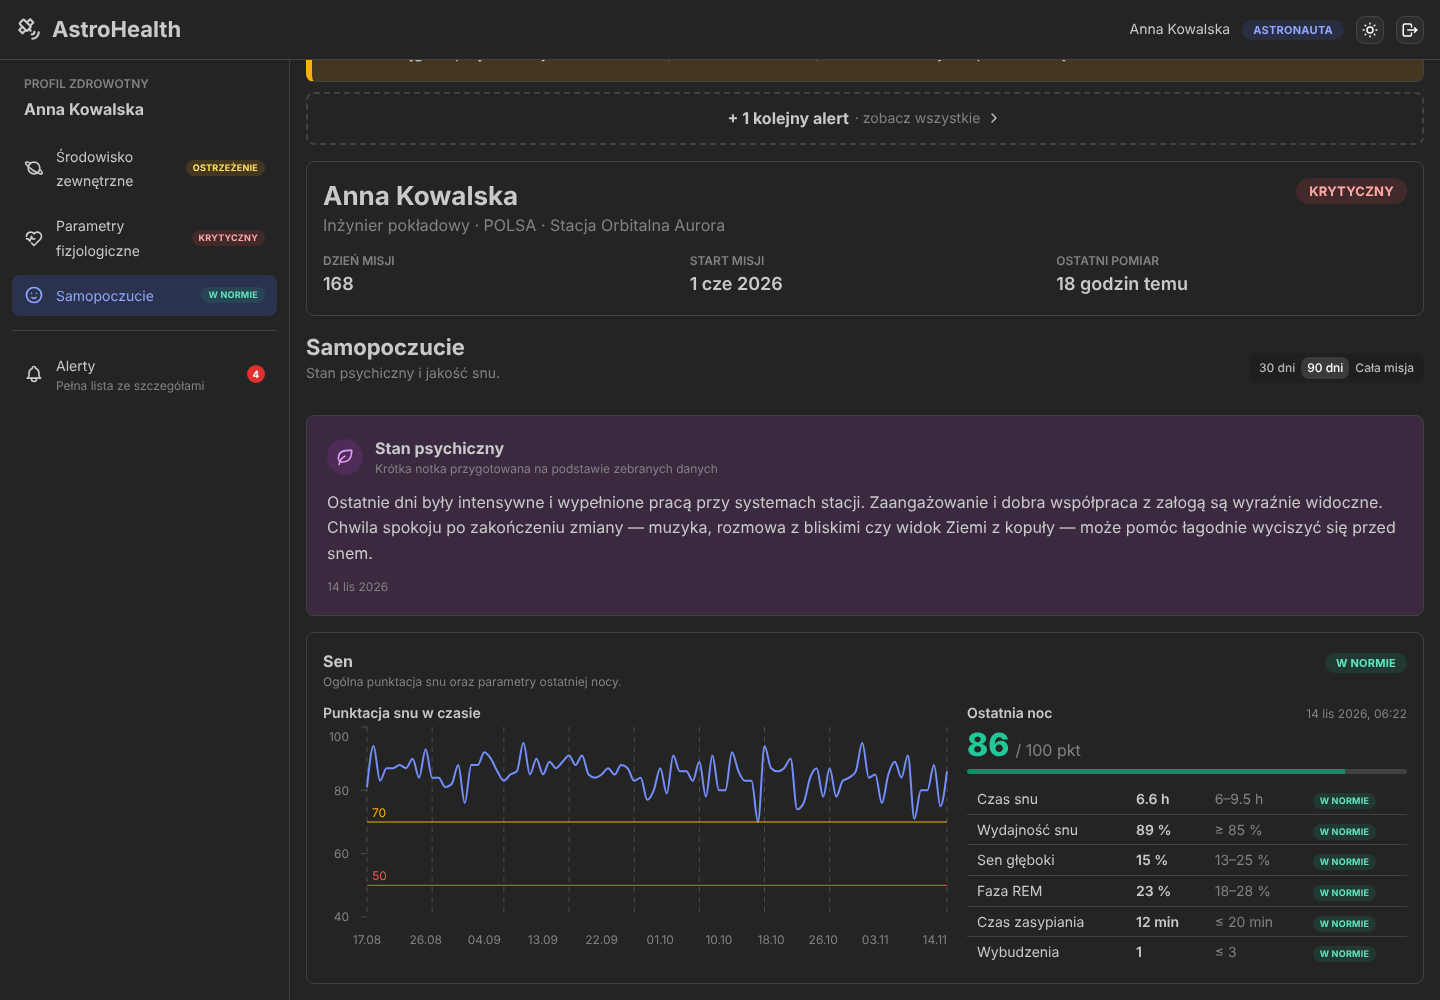 AstroHealth
Anna Kowalska
ASTRONAUTA
PROFIL ZDROWOTNY
Anna Kowalska
Środowisko
zewnętrzne
OSTRZEŻENIE
Parametry
fizjologiczne
KRYTYCZNY
Samopoczucie
W NORMIE
Alerty
Pełna lista ze szczegółami
4
+ 1 kolejny alert · zobacz wszystkie
Anna Kowalska
KRYTYCZNY
Inżynier pokładowy · POLSA · Stacja Orbitalna Aurora
DZIEŃ MISJI
168
START MISJI
1 cze 2026
OSTATNI POMIAR
18 godzin temu
Samopoczucie
Stan psychiczny i jakość snu.
30 dni
90 dni
Cała misja
Stan psychiczny
Krótka notka przygotowana na podstawie zebranych danych
Ostatnie dni były intensywne i wypełnione pracą przy systemach stacji. Zaangażowanie i dobra współpraca z załogą są wyraźnie widoczne.
Chwila spokoju po zakończeniu zmiany — muzyka, rozmowa z bliskimi czy widok Ziemi z kopuły — może pomóc łagodnie wyciszyć się przed
snem.
14 lis 2026
Sen
W NORMIE
Ogólna punktacja snu oraz parametry ostatniej nocy.
Punktacja snu w czasie
100
80
70
60
50
40
17.08 26.08 04.09 13.09 22.09 01.10 10.10 18.10 26.10 03.11 14.11
Ostatnia noc
14 lis 2026, 06:22
86 / 100 pkt
Czas snu 6.6 h 6–9.5 h W NORMIE
Wydajność snu 89 % ≥ 85 % W NORMIE
Sen głęboki 15 % 13–25 % W NORMIE
Faza REM 23 % 18–28 % W NORMIE
Czas zasypiania 12 min ≤ 20 min W NORMIE
Wybudzenia 1 ≤ 3 W NORMIE